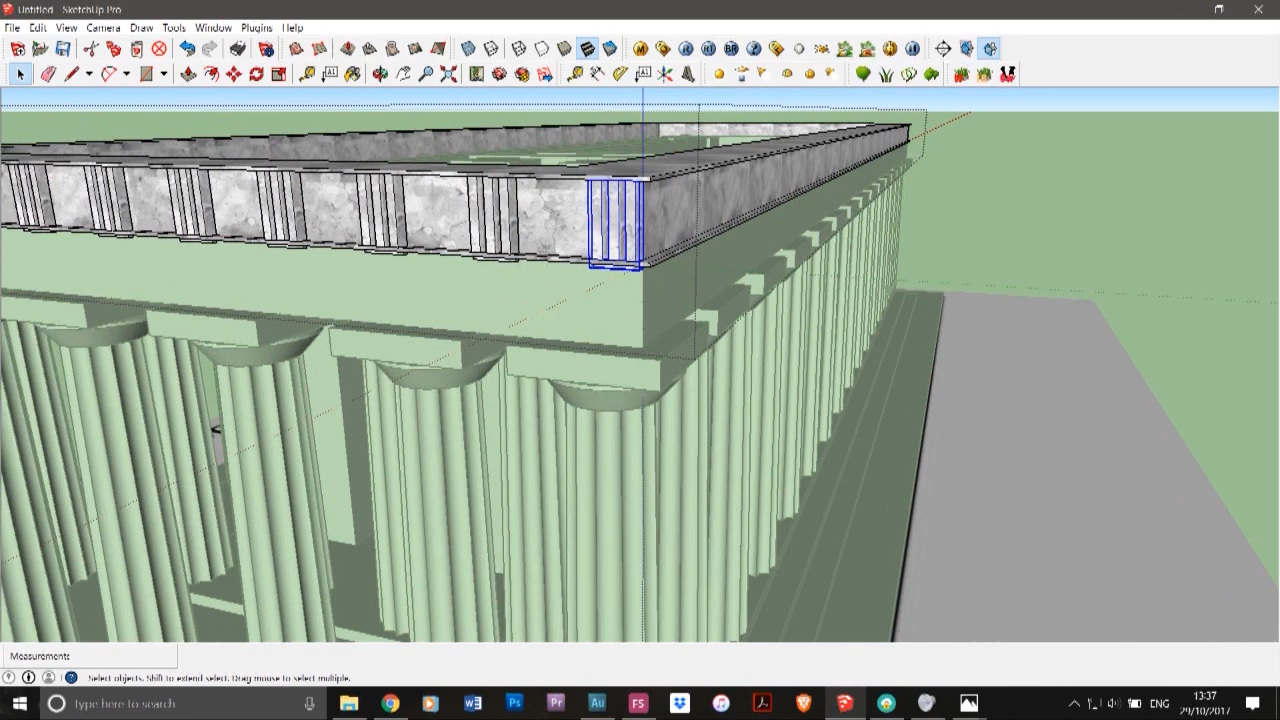 Untitled - SketchUp Pro
File Edit View Camera Draw Tools Window Plugins Help
Measurements
Select objects. Shift to extend select. Drag mouse to select multiple.
Type here to search
ENG
13:37
29/10/2017